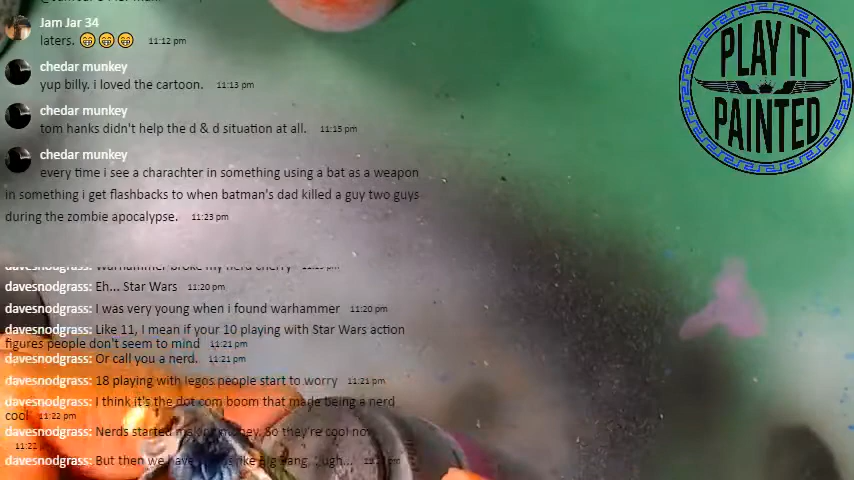 Jam Jar 34
laters. 😁😁😁 11:12 pm
chedar munkey
yup billy. i loved the cartoon. 11:13 pm
chedar munkey
tom hanks didn't help the d & d situation at all. 11:15 pm
chedar munkey
every time i see a charachter in something using a bat as a weapon
in something i get flashbacks to when batman's dad killed a guy two guys
during the zombie apocalypse. 11:23 pm
davesnodgrass: Warhammer broke my nerd cherry
davesnodgrass: Eh... Star Wars 11:20 pm
davesnodgrass: I was very young when i found warhammer 11:20 pm
davesnodgrass: Like 11, I mean if your 10 playing with Star Wars action
figures people don't seem to mind 11:21 pm
davesnodgrass: Or call you a nerd. 11:21 pm
davesnodgrass: 18 playing with legos people start to worry 11:21 pm
davesnodgrass: I think it's the dot com boom that made being a nerd
cool 11:22 pm
davesnodgrass: Nerds started making money. So they're cool now
11:22
davesnodgrass: But then we have like Big Bang, ugh...
PLAY IT
PAINTED